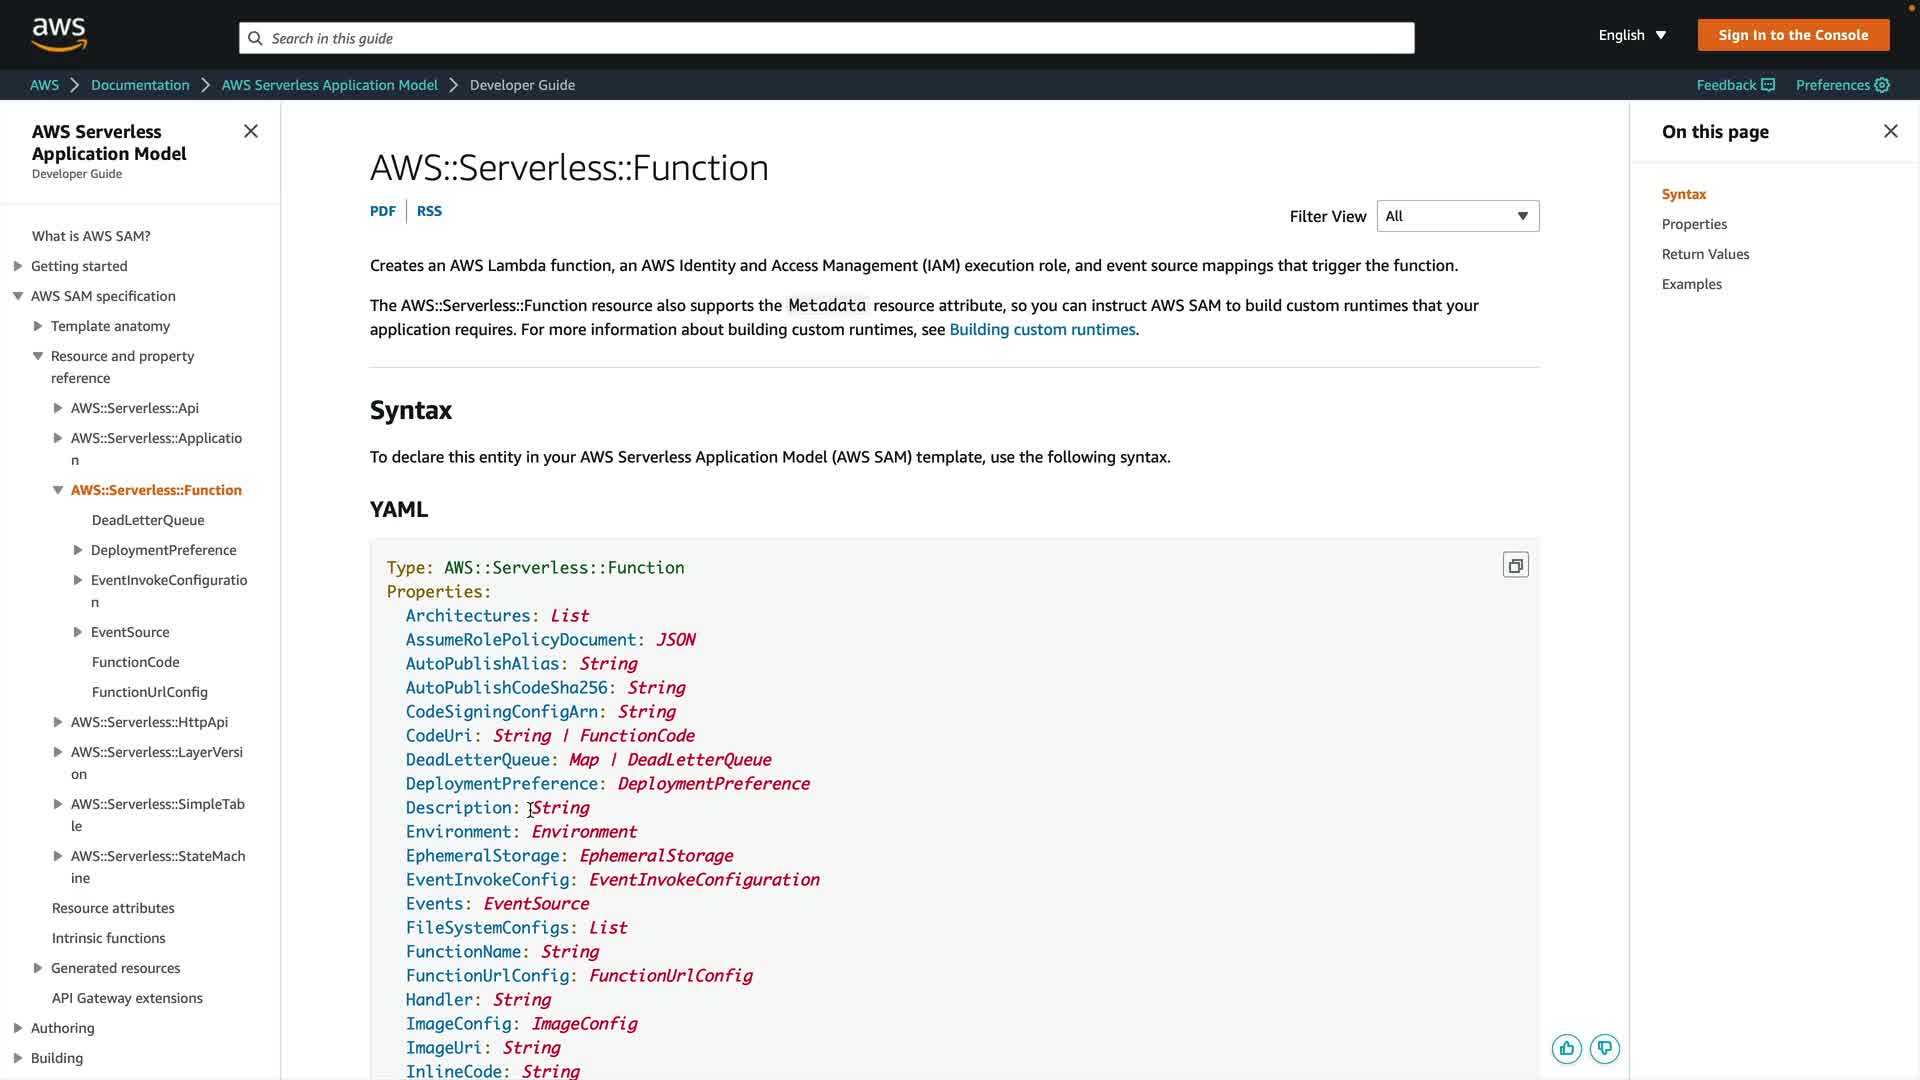 aws
Search in this guide
English
Sign In to the Console
AWS
Documentation
AWS Serverless Application Model
Developer Guide
Feedback
Preferences
AWS Serverless
Application Model
Developer Guide
What is AWS SAM?
Getting started
AWS SAM specification
Template anatomy
Resource and property
reference
AWS::Serverless::Api
AWS::Serverless::Applicatio
n
AWS::Serverless::Function
DeadLetterQueue
DeploymentPreference
EventInvokeConfiguratio
n
EventSource
FunctionCode
FunctionUrlConfig
AWS::Serverless::HttpApi
AWS::Serverless::LayerVersi
on
AWS::Serverless::SimpleTab
le
AWS::Serverless::StateMach
ine
Resource attributes
Intrinsic functions
Generated resources
API Gateway extensions
Authoring
Building
AWS::Serverless::Function
PDF
RSS
Filter View
All
Creates an AWS Lambda function, an AWS Identity and Access Management (IAM) execution role, and event source mappings that trigger the function.
The AWS::Serverless::Function resource also supports the Metadata resource attribute, so you can instruct AWS SAM to build custom runtimes that your
application requires. For more information about building custom runtimes, see Building custom runtimes.
Syntax
To declare this entity in your AWS Serverless Application Model (AWS SAM) template, use the following syntax.
YAML
Type: AWS::Serverless::Function
Properties:
Architectures: List
AssumeRolePolicyDocument: JSON
AutoPublishAlias: String
AutoPublishCodeSha256: String
CodeSigningConfigArn: String
CodeUri: String | FunctionCode
DeadLetterQueue: Map | DeadLetterQueue
DeploymentPreference: DeploymentPreference
Description: String
Environment: Environment
EphemeralStorage: EphemeralStorage
EventInvokeConfig: EventInvokeConfiguration
Events: EventSource
FileSystemConfigs: List
FunctionName: String
FunctionUrlConfig: FunctionUrlConfig
Handler: String
ImageConfig: ImageConfig
ImageUri: String
InlineCode: String
On this page
Syntax
Properties
Return Values
Examples